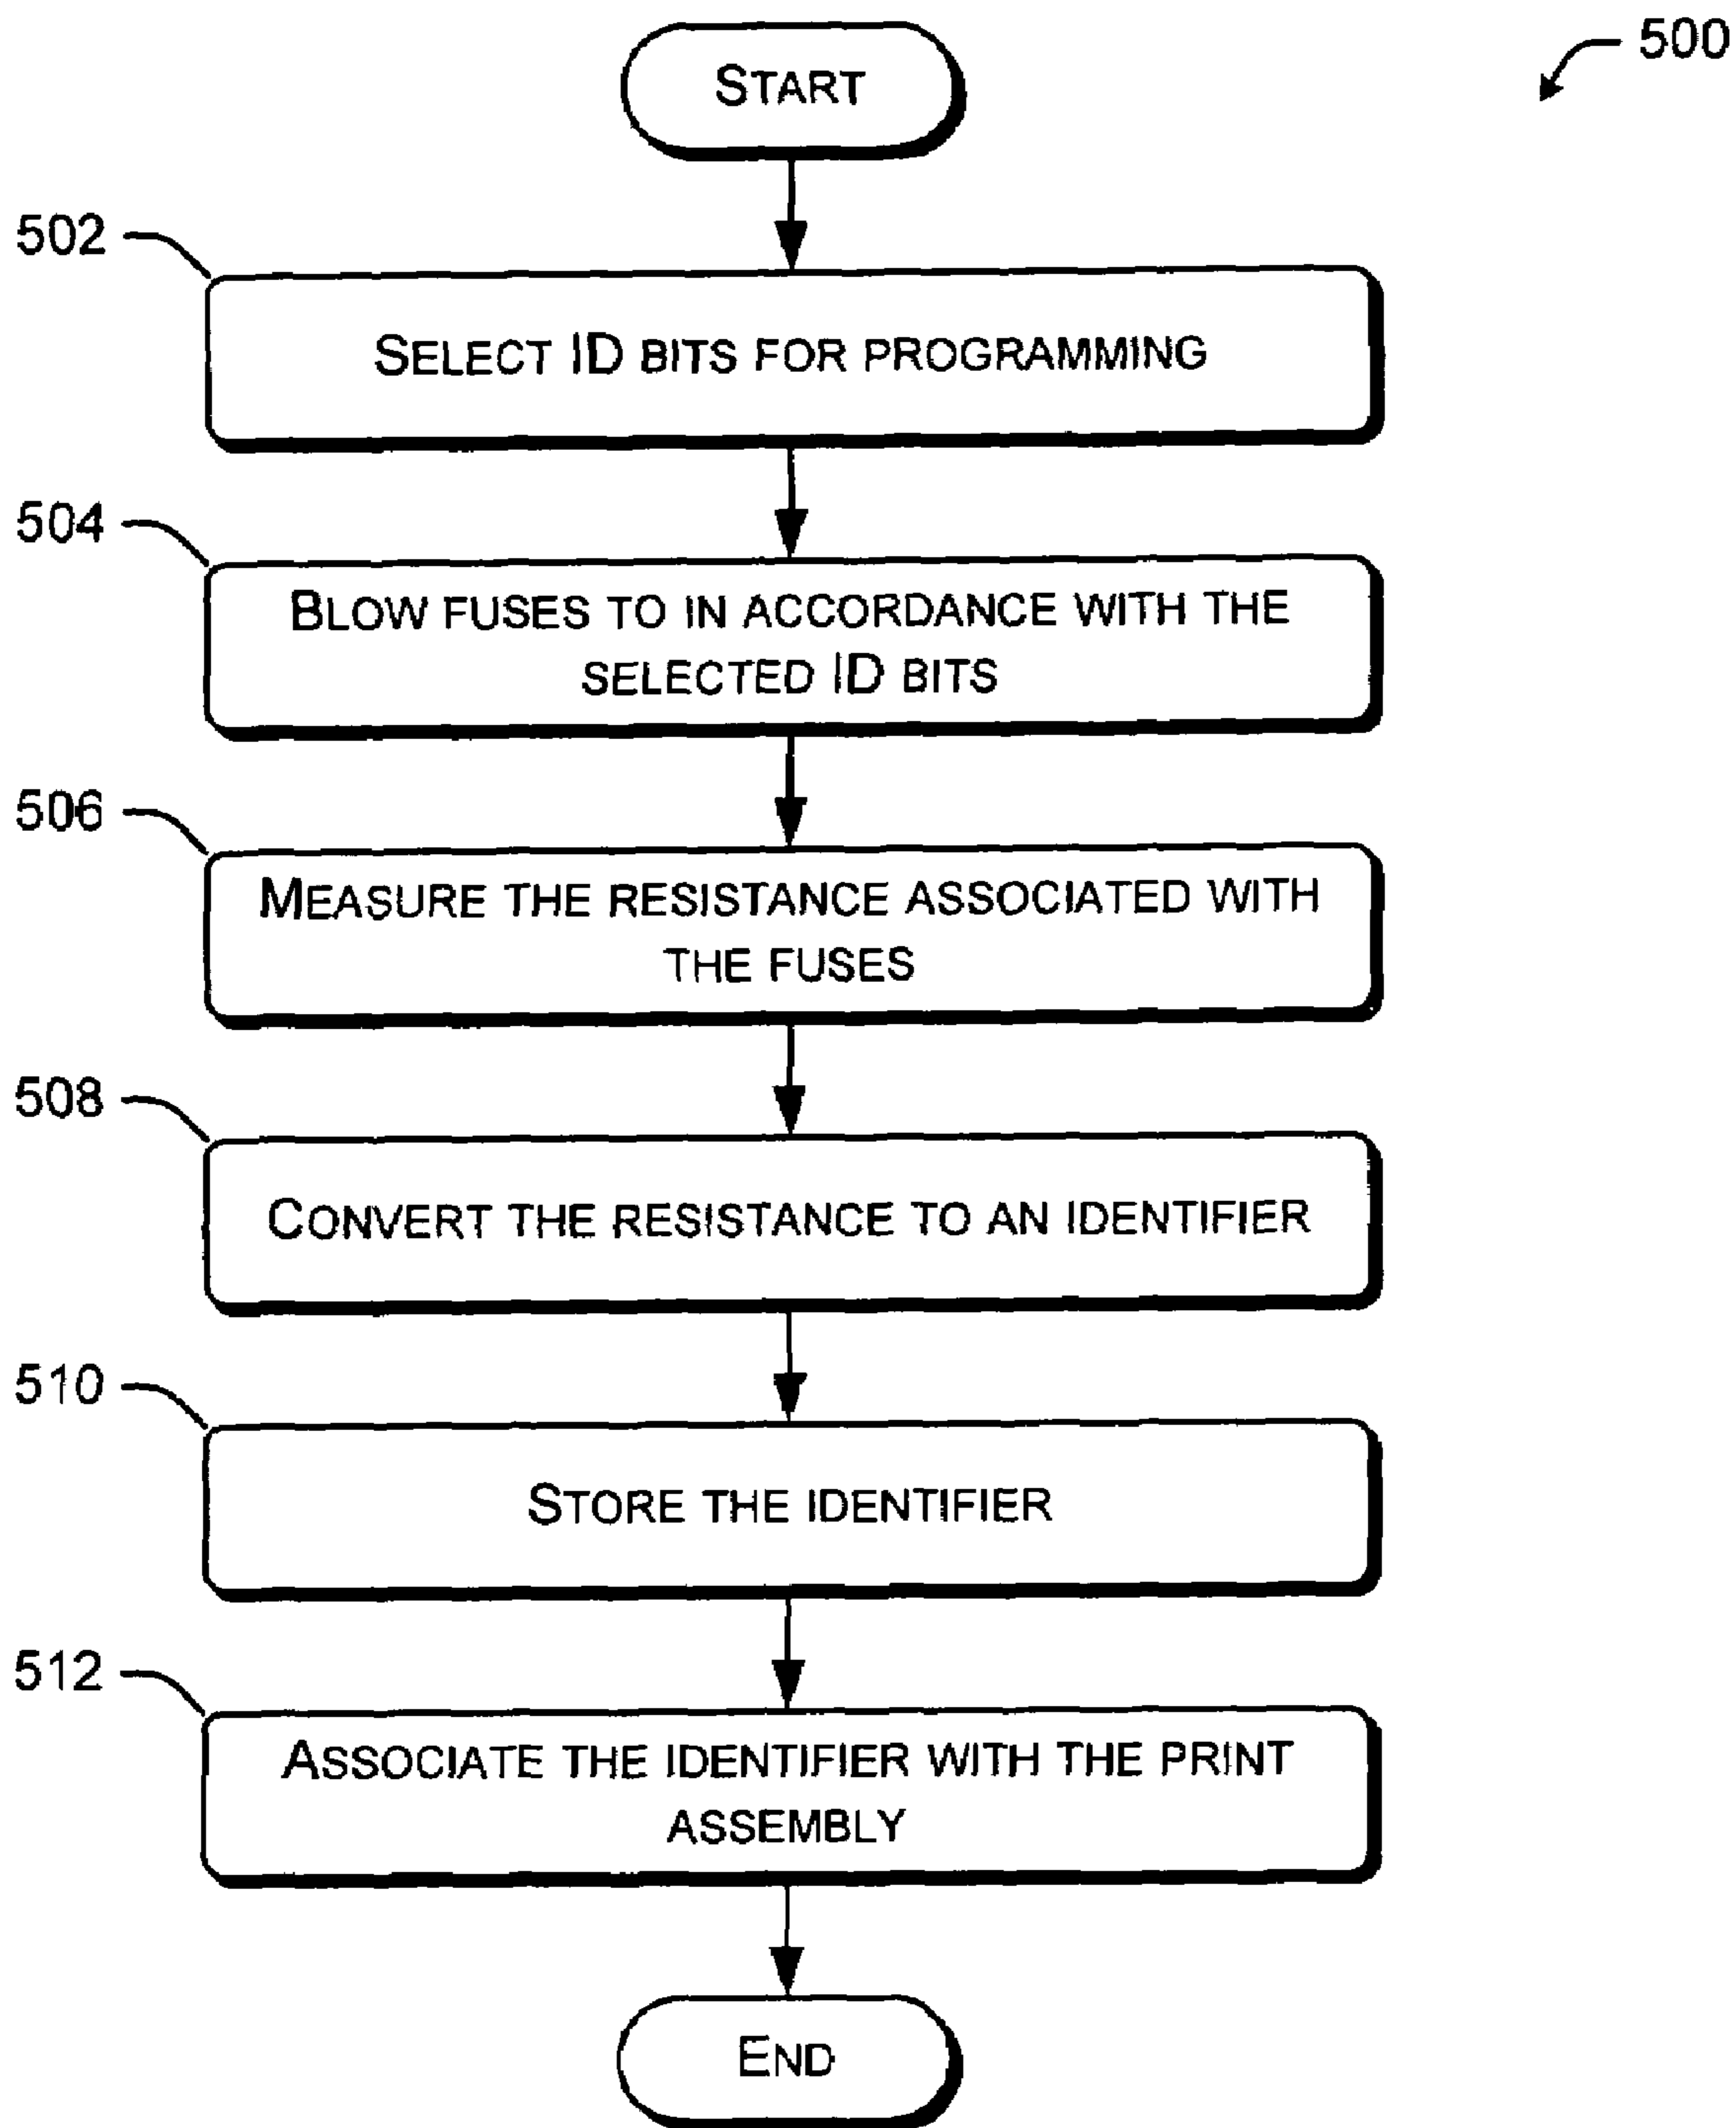 START
500
502
SELECT ID BITS FOR PROGRAMMING
504
BLOW FUSES TO IN ACCORDANCE WITH THE
SELECTED ID BITS
506
MEASURE THE RESISTANCE ASSOCIATED WITH
THE FUSES
508
CONVERT THE RESISTANCE TO AN IDENTIFIER
510
STORE THE IDENTIFIER
512
ASSOCIATE THE IDENTIFIER WITH THE PRINT
ASSEMBLY
END